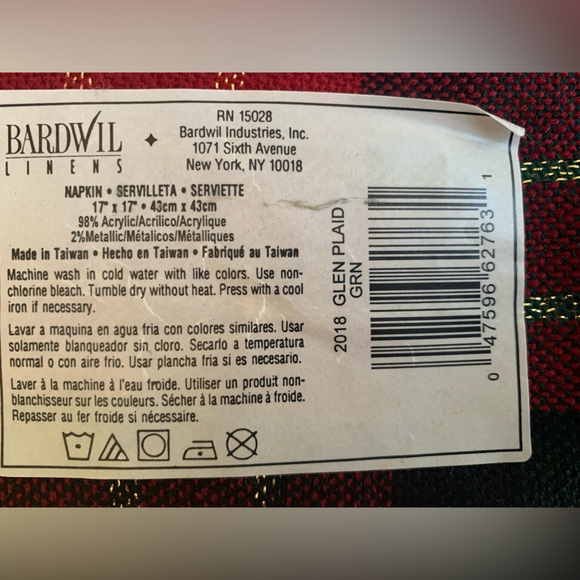 BARDWIL
LINENS
RN 15028
Bardwil Industries, Inc.
1071 Sixth Avenue
New York, NY 10018
NAPKIN • SERVILLETA • SERVIETTE
17" x 17" • 43cm x 43cm
98% Acrylic/Acrilico/Acrylique
2%Metallic/Metálicos/Métalliques
Made in Taiwan • Hecho en Taiwan • Fabriqué au Taiwan
Machine wash in cold water with like colors. Use non-
chlorine bleach. Tumble dry without heat. Press with a cool
iron if necessary.
Lavar a maquina en agua fria con colores similares. Usar
solamente blanqueador sin cloro. Secarlo a temperatura
normal o con aire frio. Usar plancha fria si es necesario.
Laver à la machine à l'eau froide. Utiliser un produit non-
blanchisseur sur les couleurs. Sécher à la machine à froide.
Repasser au fer froide si nécessaire.
2018 GLEN PLAID
GRN
0 47596 62763 1